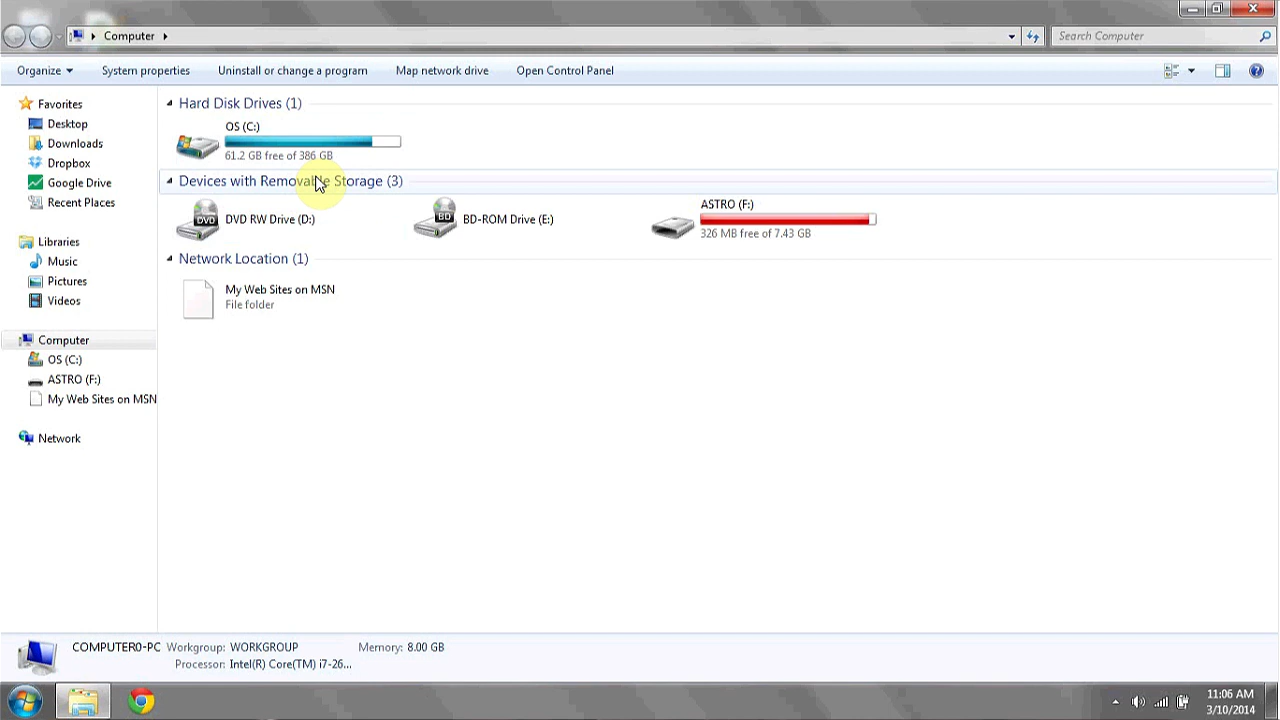 Computer
Search Computer
Organize
System properties
Uninstall or change a program
Map network drive
Open Control Panel
Favorites
Desktop
Downloads
Dropbox
Google Drive
Recent Places
Libraries
Music
Pictures
Videos
Computer
OS (C:)
ASTRO (F:)
My Web Sites on MSN
Network
Hard Disk Drives (1)
OS (C:)
61.2 GB free of 386 GB
Devices with Removable Storage (3)
DVD
DVD RW Drive (D:)
BD
BD-ROM Drive (E:)
ASTRO (F:)
326 MB free of 7.43 GB
Network Location (1)
My Web Sites on MSN
File folder
COMPUTER0-PC Workgroup: WORKGROUP Memory: 8.00 GB
Processor: Intel(R) Core(TM) i7-26...
11:06 AM
3/10/2014